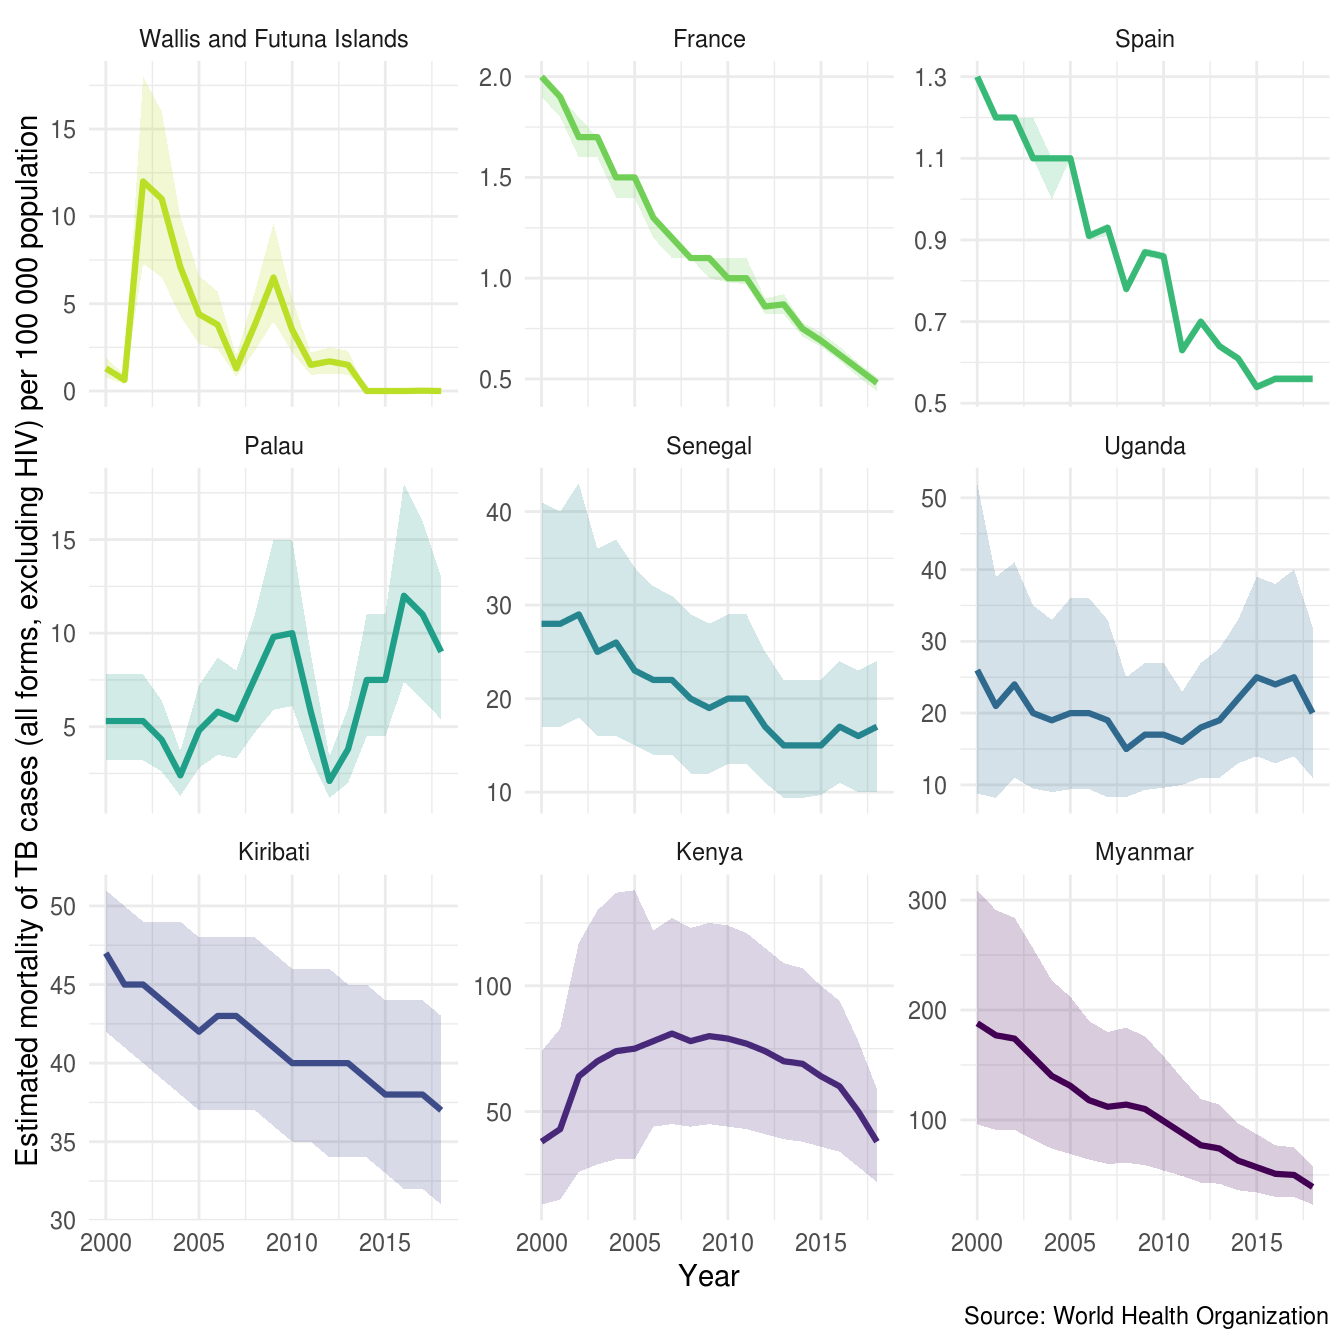 Wallis and Futuna Islands
France
Spain
15
10
5
0
2.0
1.5
1.0
0.5
1.3
1.1
0.9
0.7
0.5
Palau
Senegal
Uganda
15
10
5
40
30
20
10
50
40
30
20
10
Kiribati
Kenya
Myanmar
50
45
40
35
30
100
50
300
200
100
2000 2005 2010 2015
2000 2005 2010 2015
2000 2005 2010 2015
Estimated mortality of TB cases (all forms, excluding HIV) per 100 000 population
Year
Source: World Health Organization